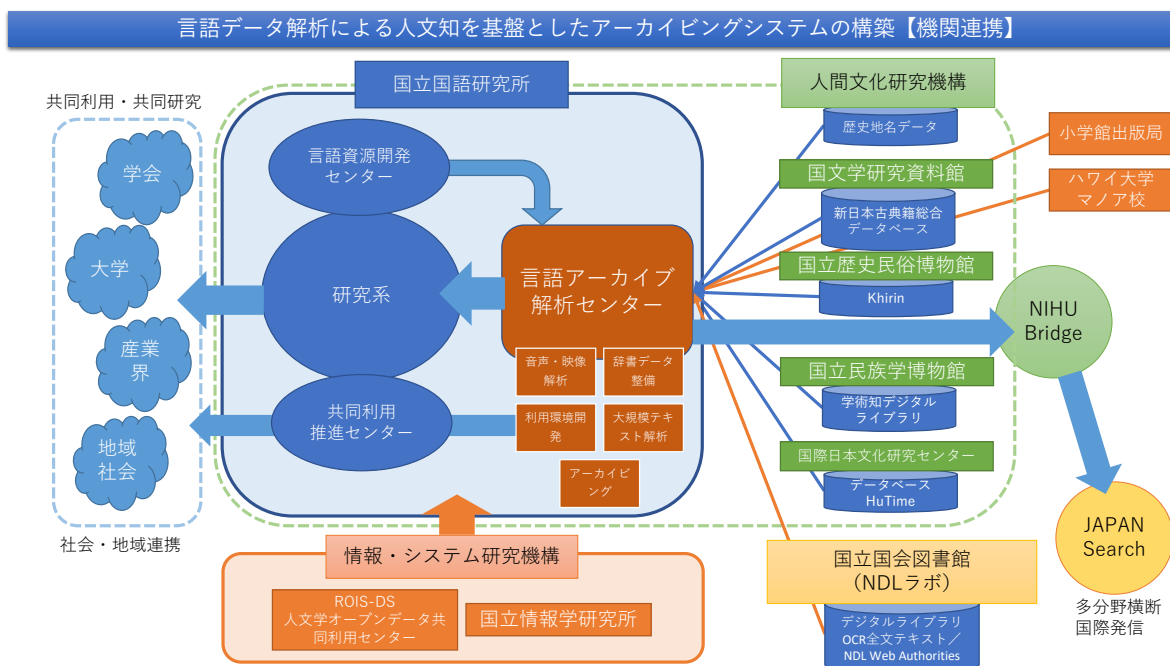 言語データ解析による人文知を基盤としたアーカイビングシステムの構築【機関連携】
共同利用・共同研究
学会
大学
産業
界
地域
社会
社会・地域連携
国立国語研究所
言語資源開発
センター
研究系
共同利用
推進センター
言語アーカイブ
解析センター
音声・映像
解析
辞書データ
整備
利用環境開
発
大規模テキ
スト解析
アーカイビ
ング
情報・システム研究機構
ROIS-DS
人文学オープンデータ共
同利用センター
国立情報学研究所
人間文化研究機構
歴史地名データ
国文学研究資料館
新日本古典籍総合
データベース
国立歴史民俗博物館
Khirin
国立民族学博物館
学術知デジタル
ライブラリ
国際日本文化研究センター
データベース
HuTime
国立国会図書館
(NDLラボ)
デジタルライブラリ
OCR全文テキスト／
NDL Web Authorities
小学館出版局
ハワイ大学
マノア校
NIHU
Bridge
JAPAN
Search
多分野横断
国際発信